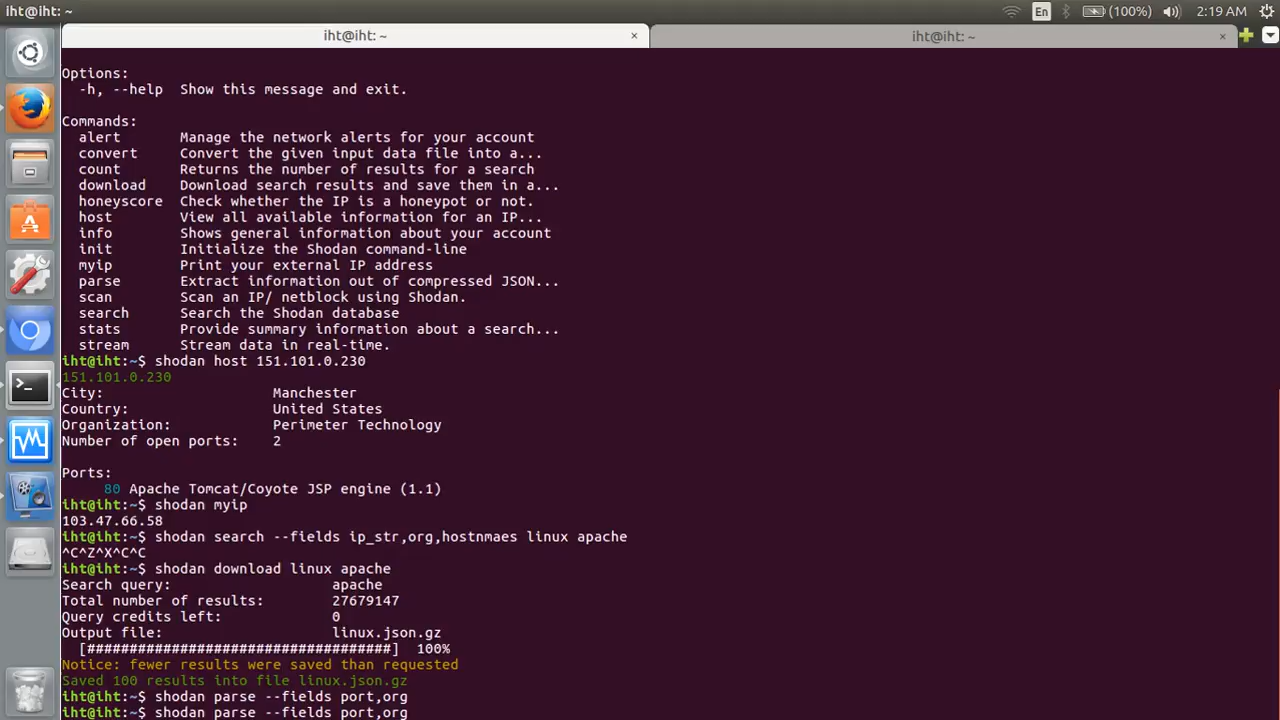 iht@iht: ~
En
(100%)
2:19 AM
iht@iht: ~ ×
iht@iht: ~ ×
Options:
-h, --help Show this message and exit.
Commands:
alert Manage the network alerts for your account
convert Convert the given input data file into a...
count Returns the number of results for a search
download Download search results and save them in a...
honeyscore Check whether the IP is a honeypot or not.
host View all available information for an IP...
info Shows general information about your account
init Initialize the Shodan command-line
myip Print your external IP address
parse Extract information out of compressed JSON...
scan Scan an IP/ netblock using Shodan.
search Search the Shodan database
stats Provide summary information about a search...
stream Stream data in real-time.
iht@iht:~$ shodan host 151.101.0.230
151.101.0.230
City: Manchester
Country: United States
Organization: Perimeter Technology
Number of open ports: 2
Ports:
80 Apache Tomcat/Coyote JSP engine (1.1)
iht@iht:~$ shodan myip
103.47.66.58
iht@iht:~$ shodan search --fields ip_str,org,hostnmaes linux apache
^C^Z^X^C^C
iht@iht:~$ shodan download linux apache
Search query: apache
Total number of results: 27679147
Query credits left: 0
Output file: linux.json.gz
[####################################] 100%
Notice: fewer results were saved than requested
Saved 100 results into file linux.json.gz
iht@iht:~$ shodan parse --fields port,org
iht@iht:~$ shodan parse --fields port,org